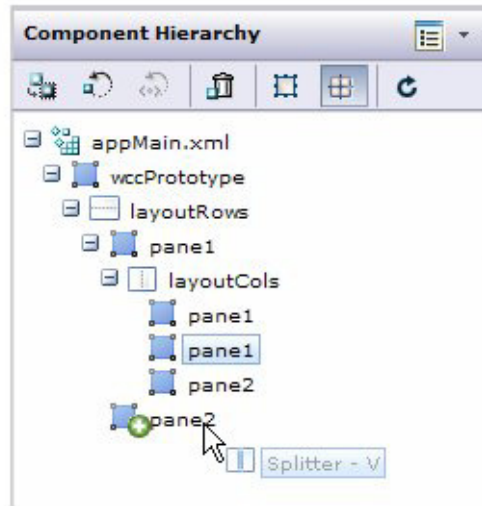 Component Hierarchy
appMain.xml
wccPrototype
layoutRows
pane1
layoutCols
pane1
pane1
pane2
pane2
Splitter - V